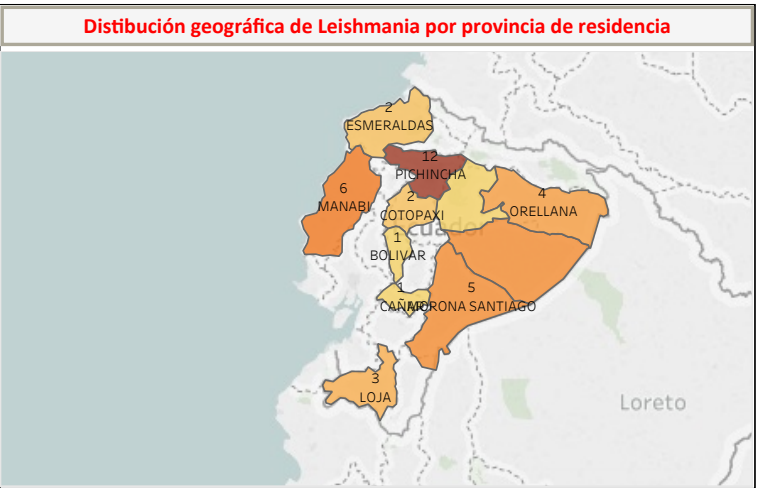 Distibución geográfica de Leishmania por provincia de residencia
2
ESMERALDAS
12
PICHINCHA
6
MANABI
2
COTOPAXI
4
ORELLANA
1
BOLIVAR
1
CAÑAR
5
MORONA SANTIAGO
3
LOJA
Loreto